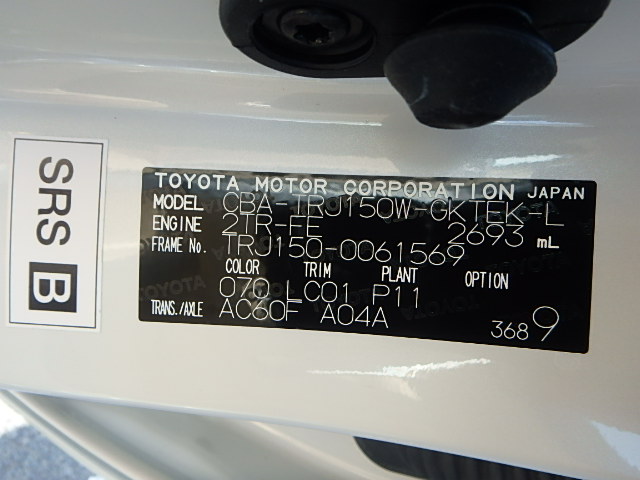 SRS B
TOYOTA MOTOR CORPORATION JAPAN
MODEL CBA-TRJ150W-GKTEK-L
ENGINE 2TR-FE 2693 mL
FRAME No. TRJ150-0061569
COLOR TRIM PLANT OPTION
070 LC01 P11
TRANS./AXLE AC60F A04A
3689